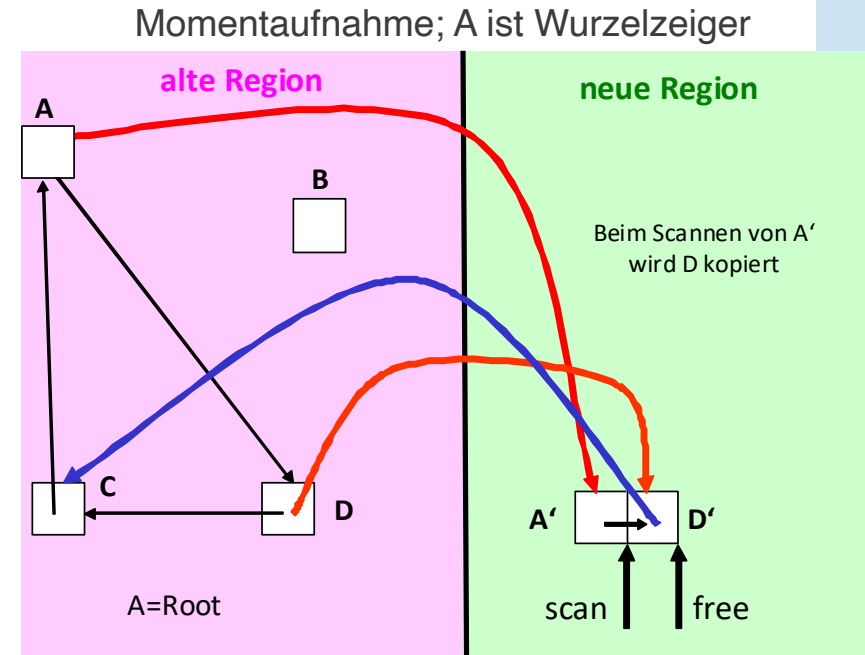 Momentaufnahme; A ist Wurzelzeiger
alte Region
neue Region
A
B
Beim Scannen von A‘
wird D kopiert
C
D
A‘
D‘
A=Root
scan
free